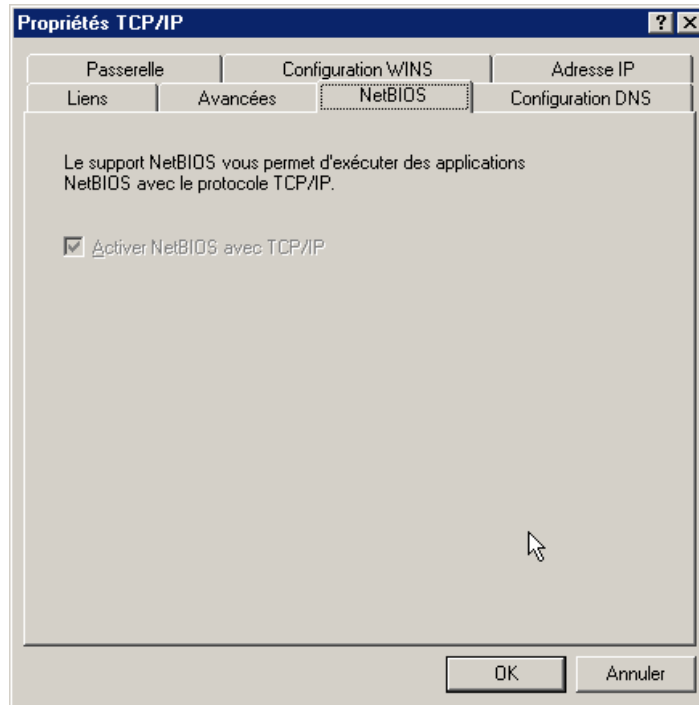 Propriétés TCP/IP
Passerelle
Configuration WINS
Adresse IP
Liens
Avancées
NetBIOS
Configuration DNS
Le support NetBIOS vous permet d'exécuter des applications
NetBIOS avec le protocole TCP/IP.
Activer NetBIOS avec TCP/IP
OK
Annuler